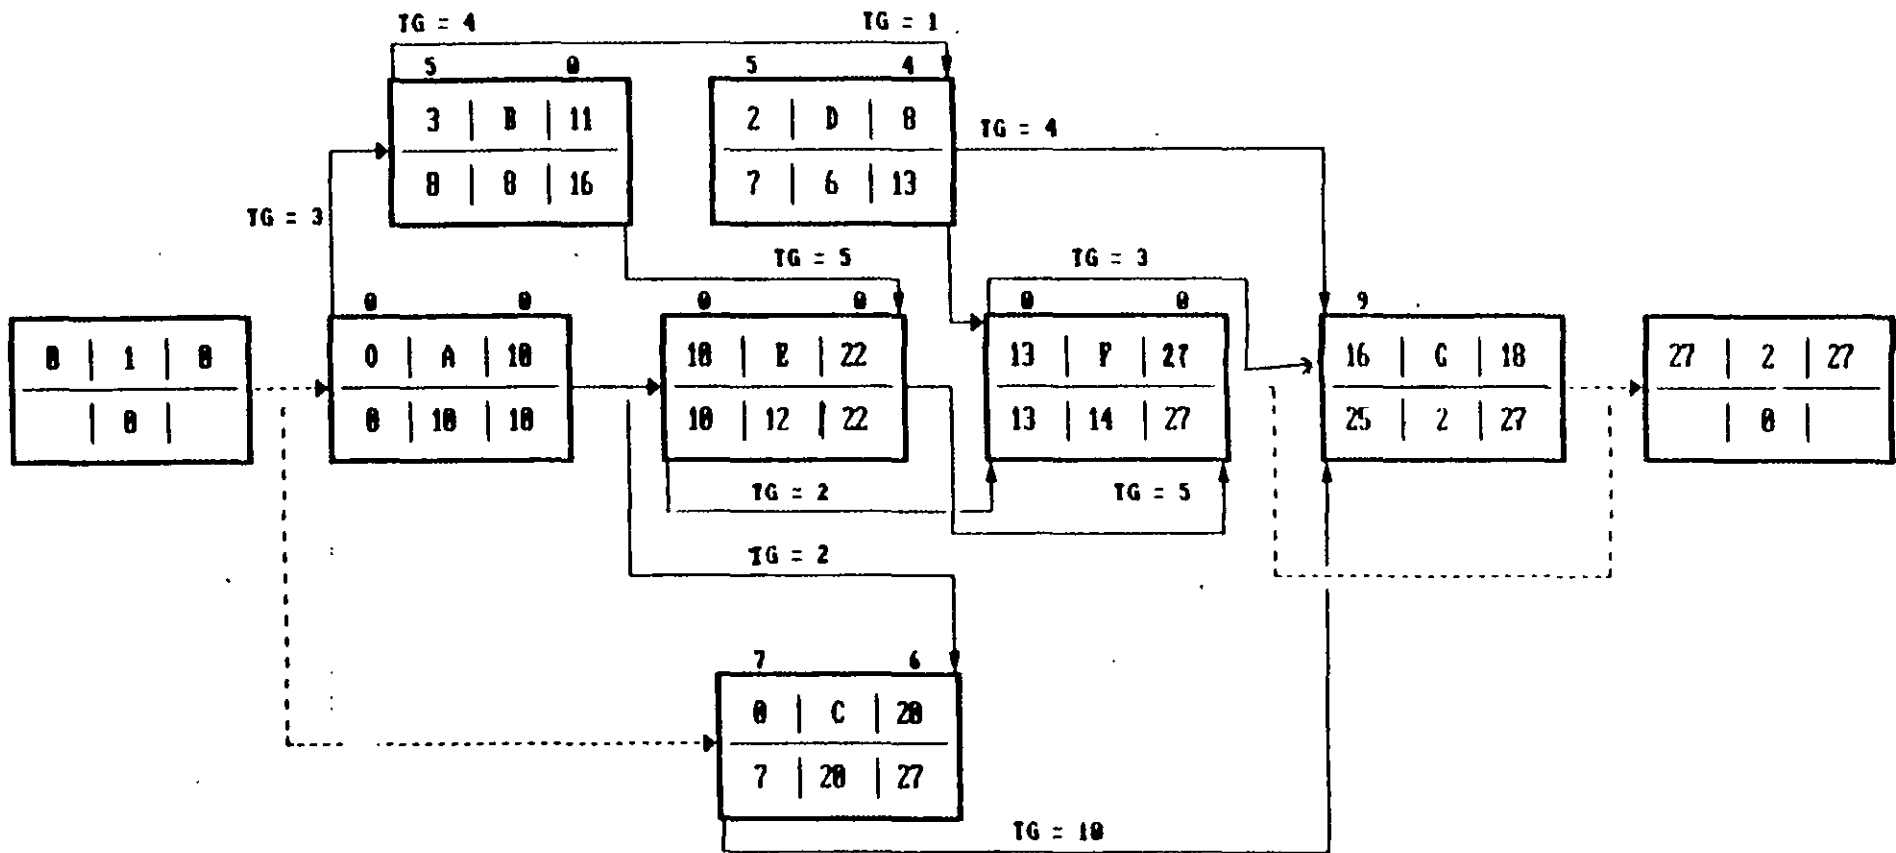 TG = 4
TG = 1
5 0
3 | B | 11
8 | 8 | 16
5 4
2 | D | 8
7 | 6 | 13
TG = 4
TG = 3
TG = 5
TG = 3
0 | 1 | 0
| 0 |
0 0
0 | A | 10
0 | 10 | 10
0 0
10 | E | 22
10 | 12 | 22
0 0
13 | F | 27
13 | 14 | 27
9
16 | G | 18
25 | 2 | 27
27 | 2 | 27
| 0 |
TG = 2
TG = 5
TG = 2
7 6
0 | C | 20
7 | 20 | 27
TG = 10